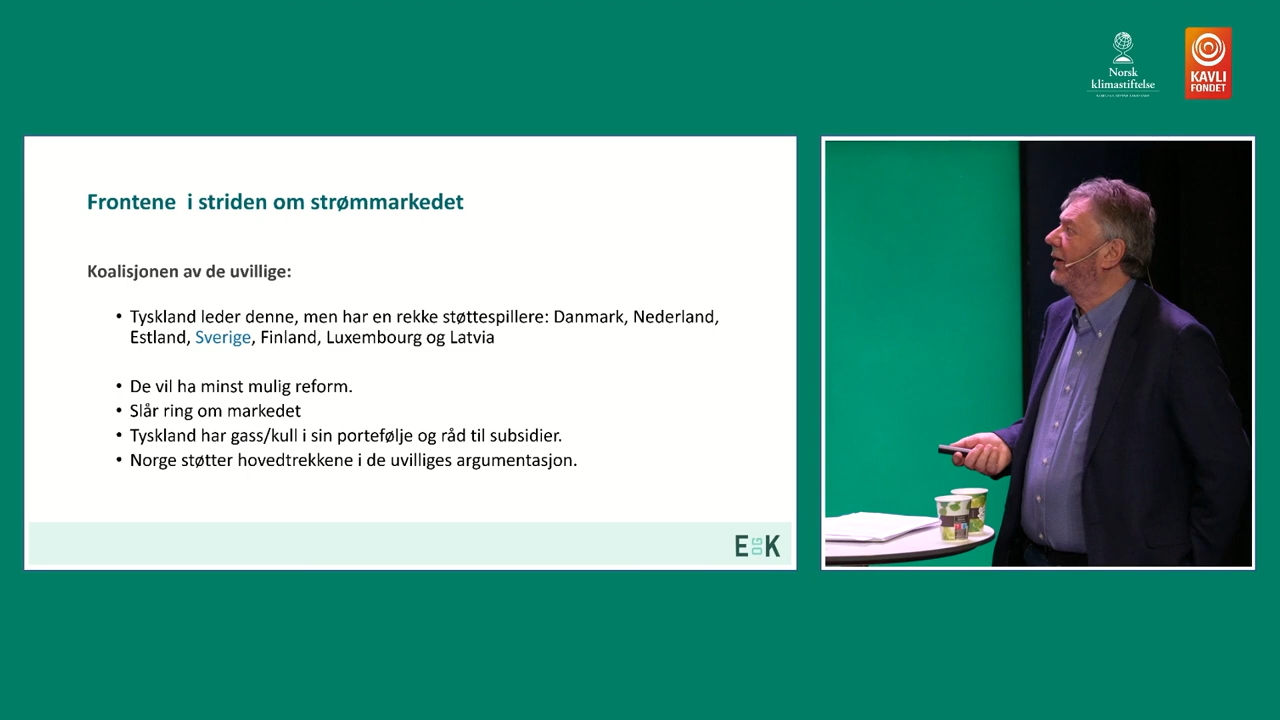 Norsk
klimastiftelse
KAVLI
FONDET
Frontene  i striden om strømmarkedet
Koalisjonen av de uvillige:
• Tyskland leder denne, men har en rekke støttespillere: Danmark, Nederland,
Estland, Sverige, Finland, Luxembourg og Latvia
• De vil ha minst mulig reform.
• Slår ring om markedet
• Tyskland har gass/kull i sin portefølje og råd til subsidier.
• Norge støtter hovedtrekkene i de uvilliges argumentasjon.
E OG K